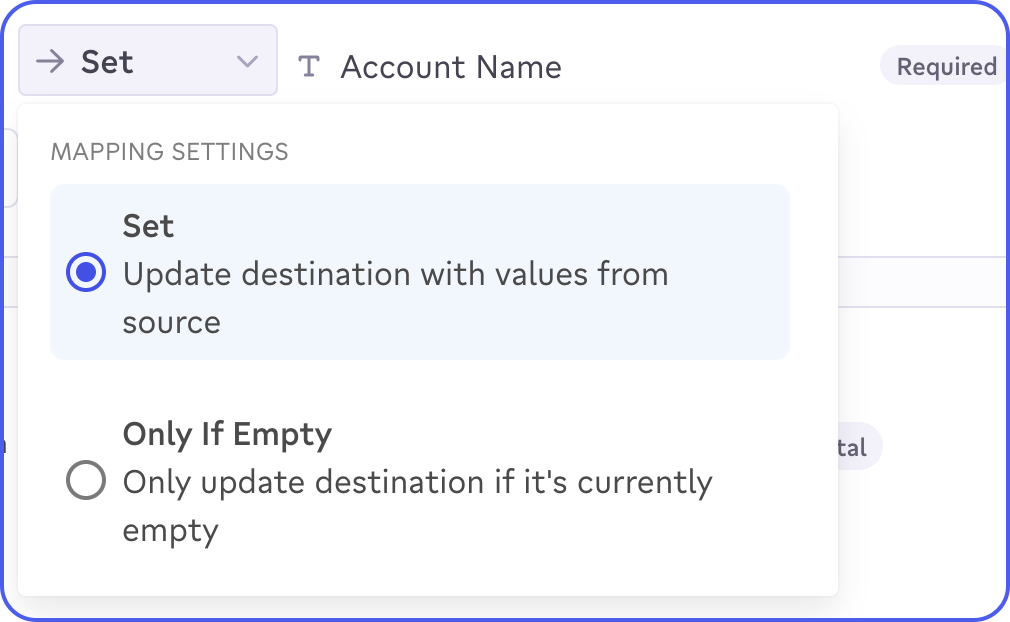 Set
Account Name
Required
MAPPING SETTINGS
Set
Update destination with values from
source
Only If Empty
Only update destination if it's currently
empty